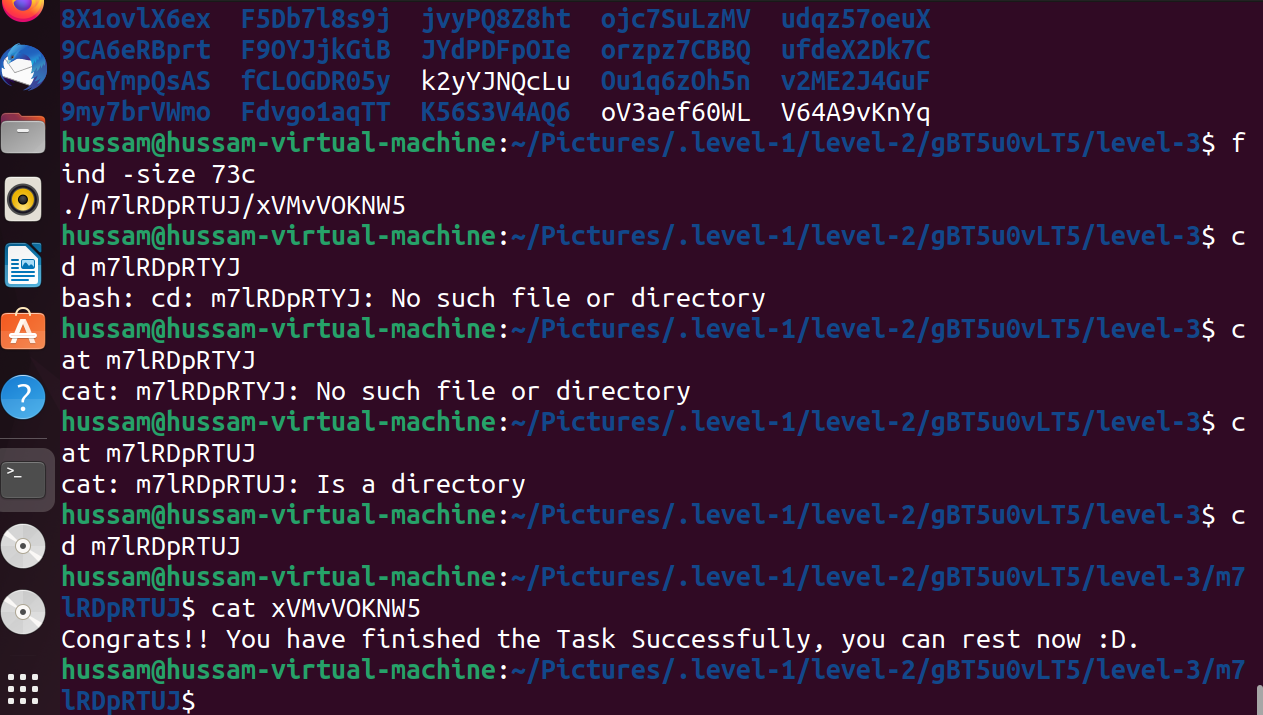 8X1ovlX6ex  F5Db7l8s9j  jvyPQ8Z8ht  ojc7SuLzMV  udqz57oeuX
9CA6eRBprt  F9OYJjkGiB  JYdPDFpOIe  orzpz7CBBQ  ufdeX2Dk7C
9GqYmpQsAS  fCLOGDR05y  k2yYJNQcLu  Ou1q6zOh5n  v2ME2J4GuF
9my7brVWmo  Fdvgo1aqTT  K56S3V4AQ6  oV3aef60WL  V64A9vKnYq
hussam@hussam-virtual-machine:~/Pictures/.level-1/level-2/gBT5u0vLT5/level-3$ f
ind -size 73c
./m7lRDpRTUJ/xVMvVOKNW5
hussam@hussam-virtual-machine:~/Pictures/.level-1/level-2/gBT5u0vLT5/level-3$ c
d m7lRDpRTYJ
bash: cd: m7lRDpRTYJ: No such file or directory
hussam@hussam-virtual-machine:~/Pictures/.level-1/level-2/gBT5u0vLT5/level-3$ c
at m7lRDpRTYJ
cat: m7lRDpRTYJ: No such file or directory
hussam@hussam-virtual-machine:~/Pictures/.level-1/level-2/gBT5u0vLT5/level-3$ c
at m7lRDpRTUJ
cat: m7lRDpRTUJ: Is a directory
hussam@hussam-virtual-machine:~/Pictures/.level-1/level-2/gBT5u0vLT5/level-3$ c
d m7lRDpRTUJ
hussam@hussam-virtual-machine:~/Pictures/.level-1/level-2/gBT5u0vLT5/level-3/m7
lRDpRTUJ$ cat xVMvVOKNW5
Congrats!! You have finished the Task Successfully, you can rest now :D.
hussam@hussam-virtual-machine:~/Pictures/.level-1/level-2/gBT5u0vLT5/level-3/m7
lRDpRTUJ$